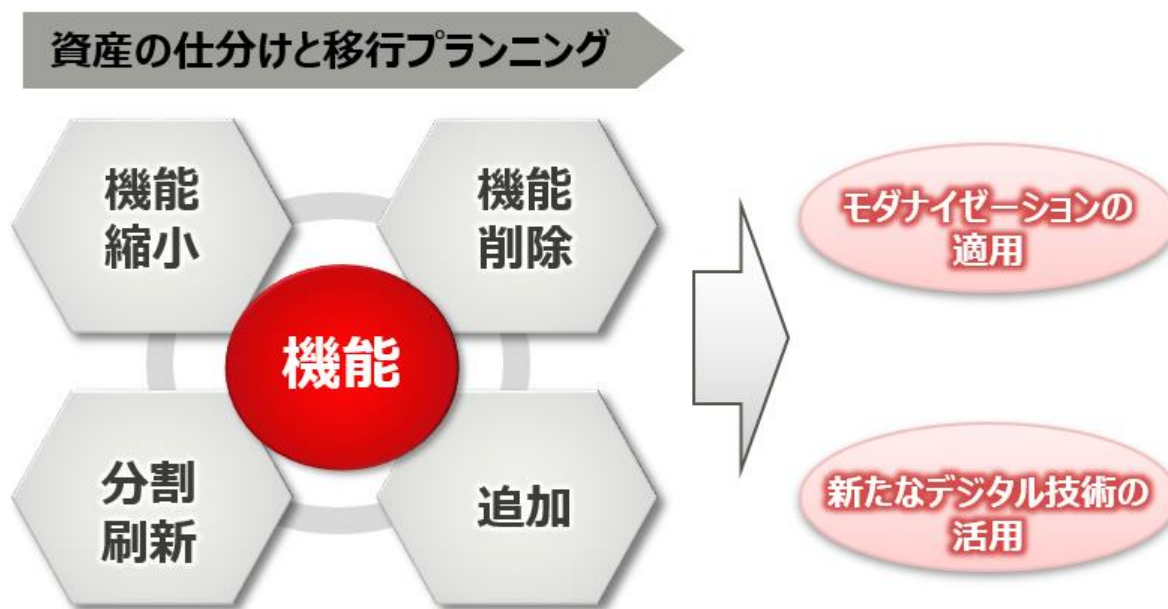 資産の仕分けと移行プランニング
機能
縮小
機能
削除
機能
分割
刷新
追加
モダナイゼーションの
適用
新たなデジタル技術の
活用